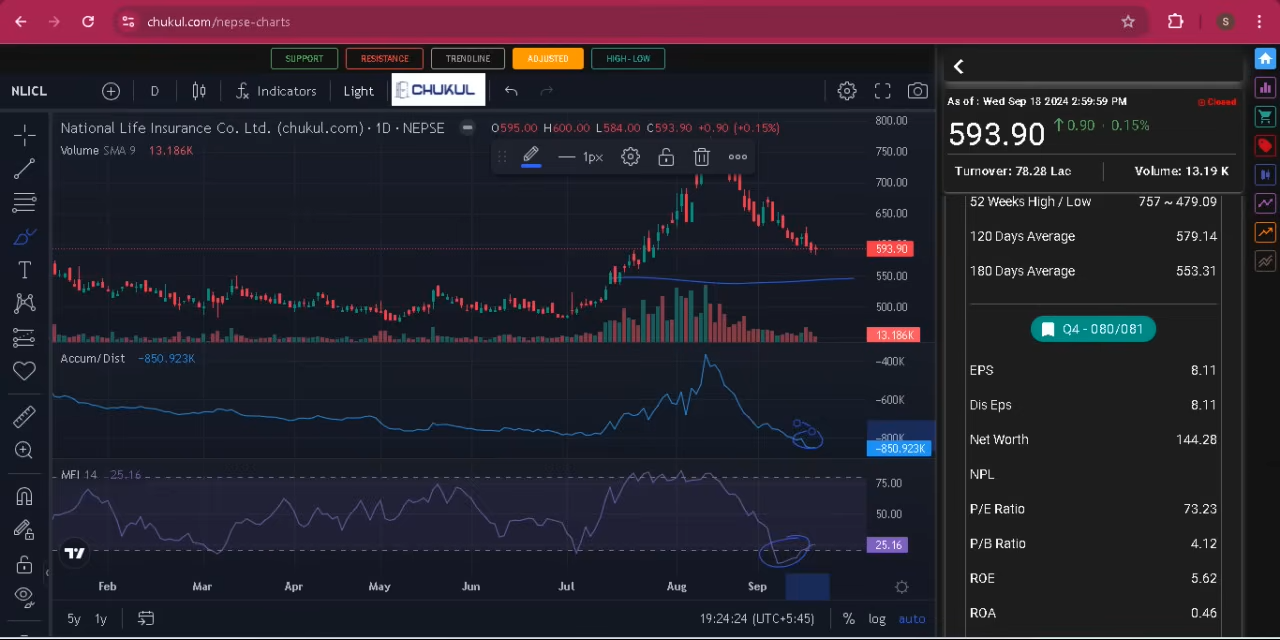 chukul.com/nepse-charts
S
SUPPORT RESISTANCE TRENDLINE ADJUSTED HIGH-LOW
NLICL D Indicators Light CHUKUL
National Life Insurance Co. Ltd. (chukul.com) · 1D · NEPSE O595.00 H600.00 L584.00 C593.90 +0.90 (+0.15%)
Volume SMA 9 13.186K
1px
800.00
750.00
700.00
650.00
593.90
550.00
500.00
13.186K
Accum/Dist -850.923K
-400K
-600K
-800K
-850.923K
MFI 14 25.16
75.00
50.00
25.16
Feb Mar Apr May Jun Jul Aug Sep
5y 1y 19:24:24 (UTC+5:45) % log auto
As of : Wed Sep 18 2024 2:59:59 PM Closed
593.90 ↑0.90 · 0.15%
Turnover: 78.28 Lac Volume: 13.19 K
52 Weeks High / Low 757 ~ 479.09
120 Days Average 579.14
180 Days Average 553.31
Q4 - 080/081
EPS 8.11
Dis Eps 8.11
Net Worth 144.28
NPL
P/E Ratio 73.23
P/B Ratio 4.12
ROE 5.62
ROA 0.46